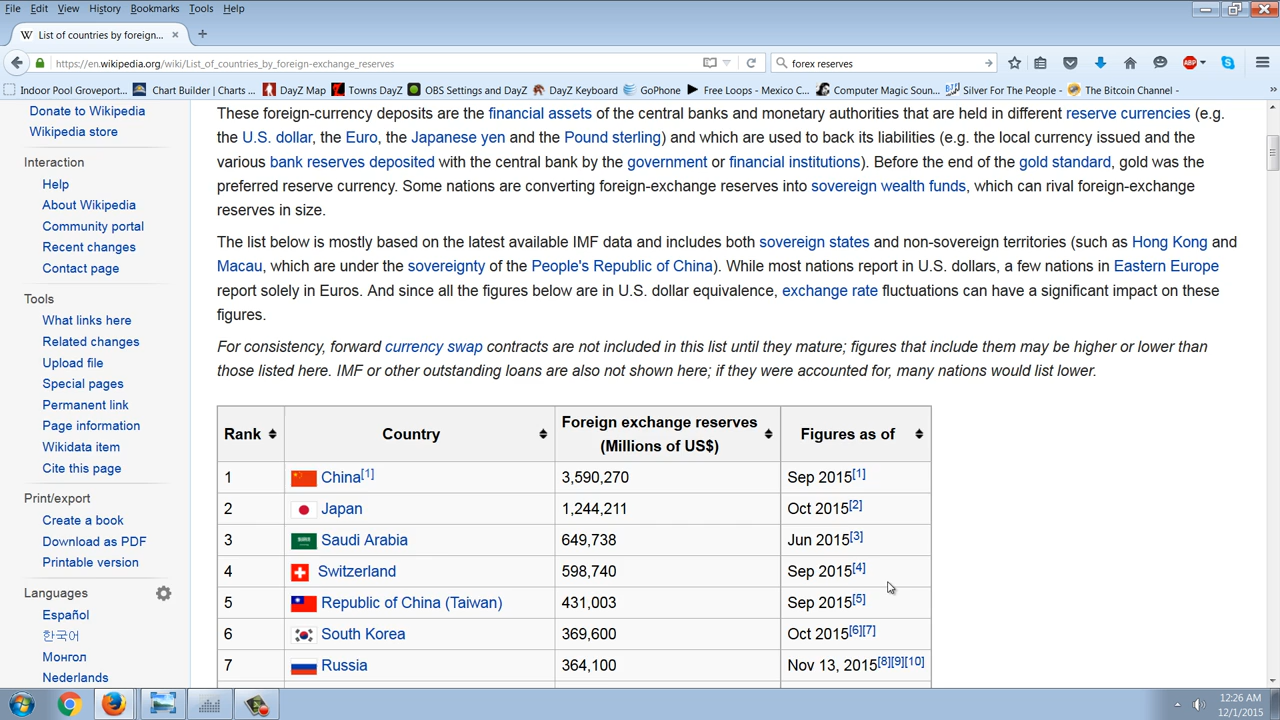 File Edit View History Bookmarks Tools Help
W List of countries by foreign... × +
https://en.wikipedia.org/wiki/List_of_countries_by_foreign-exchange_reserves forex reserves ABP
Indoor Pool Groveport... Chart Builder | Charts ... DayZ Map Towns DayZ OBS Settings and DayZ DayZ Keyboard GoPhone Free Loops - Mexico C... Computer Magic Soun... Silver For The People - ... The Bitcoin Channel - »
Donate to Wikipedia
Wikipedia store
Interaction
Help
About Wikipedia
Community portal
Recent changes
Contact page
Tools
What links here
Related changes
Upload file
Special pages
Permanent link
Page information
Wikidata item
Cite this page
Print/export
Create a book
Download as PDF
Printable version
Languages
Español
한국어
Монгол
Nederlands
These foreign-currency deposits are the financial assets of the central banks and monetary authorities that are held in different reserve currencies (e.g.
the U.S. dollar, the Euro, the Japanese yen and the Pound sterling) and which are used to back its liabilities (e.g. the local currency issued and the
various bank reserves deposited with the central bank by the government or financial institutions). Before the end of the gold standard, gold was the
preferred reserve currency. Some nations are converting foreign-exchange reserves into sovereign wealth funds, which can rival foreign-exchange
reserves in size.
The list below is mostly based on the latest available IMF data and includes both sovereign states and non-sovereign territories (such as Hong Kong and
Macau, which are under the sovereignty of the People's Republic of China). While most nations report in U.S. dollars, a few nations in Eastern Europe
report solely in Euros. And since all the figures below are in U.S. dollar equivalence, exchange rate fluctuations can have a significant impact on these
figures.
For consistency, forward currency swap contracts are not included in this list until they mature; figures that include them may be higher or lower than
those listed here. IMF or other outstanding loans are also not shown here; if they were accounted for, many nations would list lower.
Rank Country Foreign exchange reserves (Millions of US$) Figures as of
1 China[1] 3,590,270 Sep 2015[1]
2 Japan 1,244,211 Oct 2015[2]
3 Saudi Arabia 649,738 Jun 2015[3]
4 Switzerland 598,740 Sep 2015[4]
5 Republic of China (Taiwan) 431,003 Sep 2015[5]
6 South Korea 369,600 Oct 2015[6][7]
7 Russia 364,100 Nov 13, 2015[8][9][10]
12:26 AM
12/1/2015